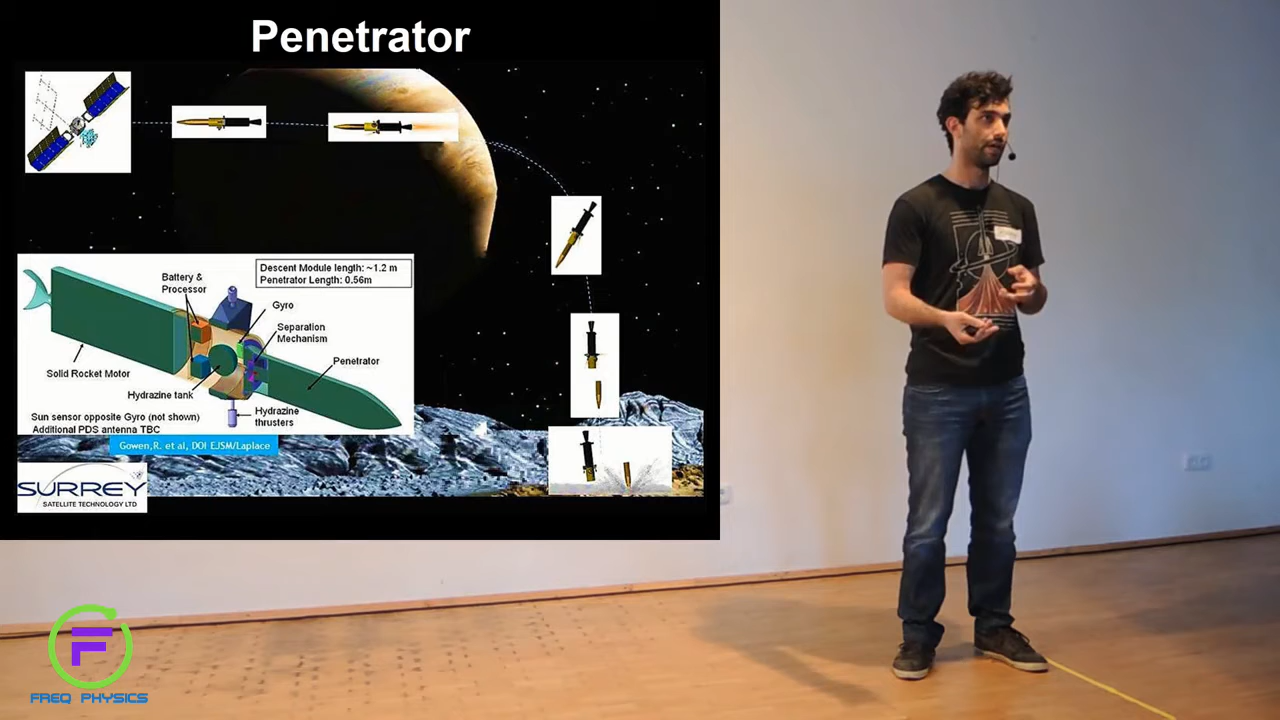 Penetrator
Descent Module length: ~1.2 m
Penetrator Length: 0.56m
Battery &
Processor
Gyro
Separation
Mechanism
Penetrator
Solid Rocket Motor
Hydrazine tank
Hydrazine
thrusters
Sun sensor opposite Gyro (not shown)
Additional PDS antenna TBC
Gowen,R. et al, DOI EJSM/Laplace
SURREY
SATELLITE TECHNOLOGY LTD
F
FREQ PHYSICS